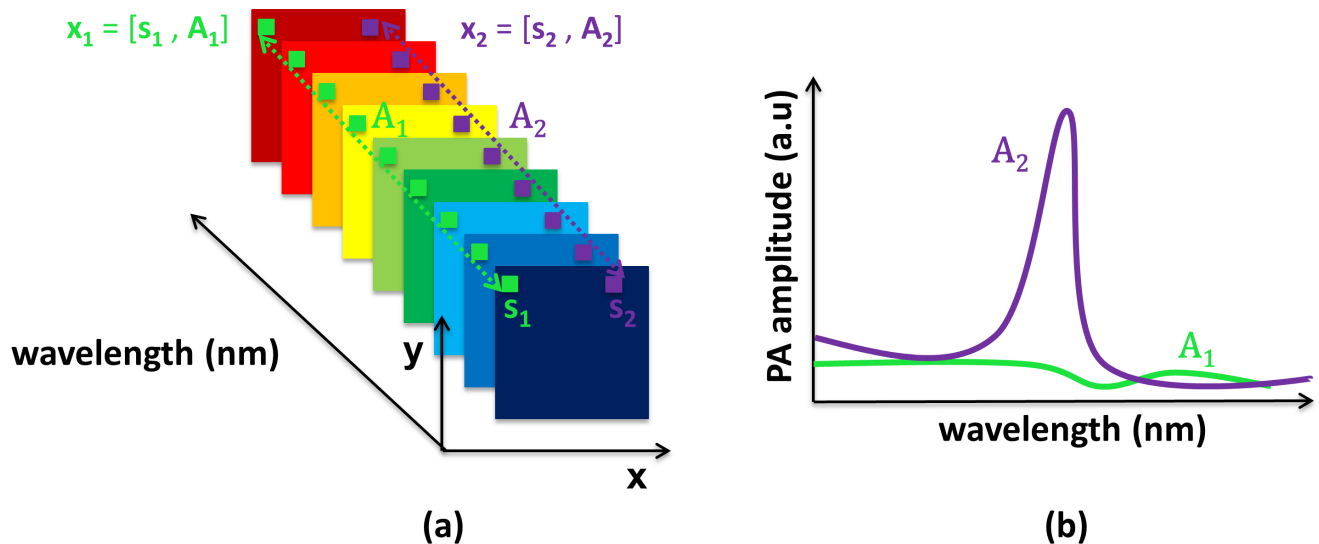 x₁ = [s₁ , A₁]
x₂ = [s₂ , A₂]
A₁
A₂
s₁
s₂
wavelength (nm)
y
x
(a)
PA amplitude (a.u)
A₂
A₁
wavelength (nm)
(b)